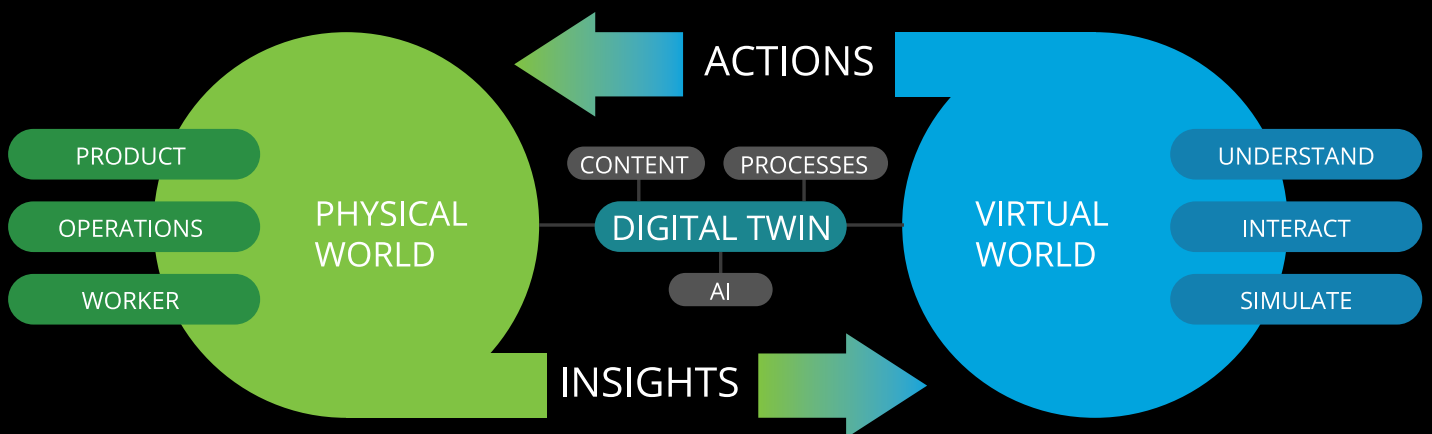 ACTIONS
PRODUCT
OPERATIONS
WORKER
PHYSICAL
WORLD
CONTENT
PROCESSES
DIGITAL TWIN
AI
VIRTUAL
WORLD
UNDERSTAND
INTERACT
SIMULATE
INSIGHTS